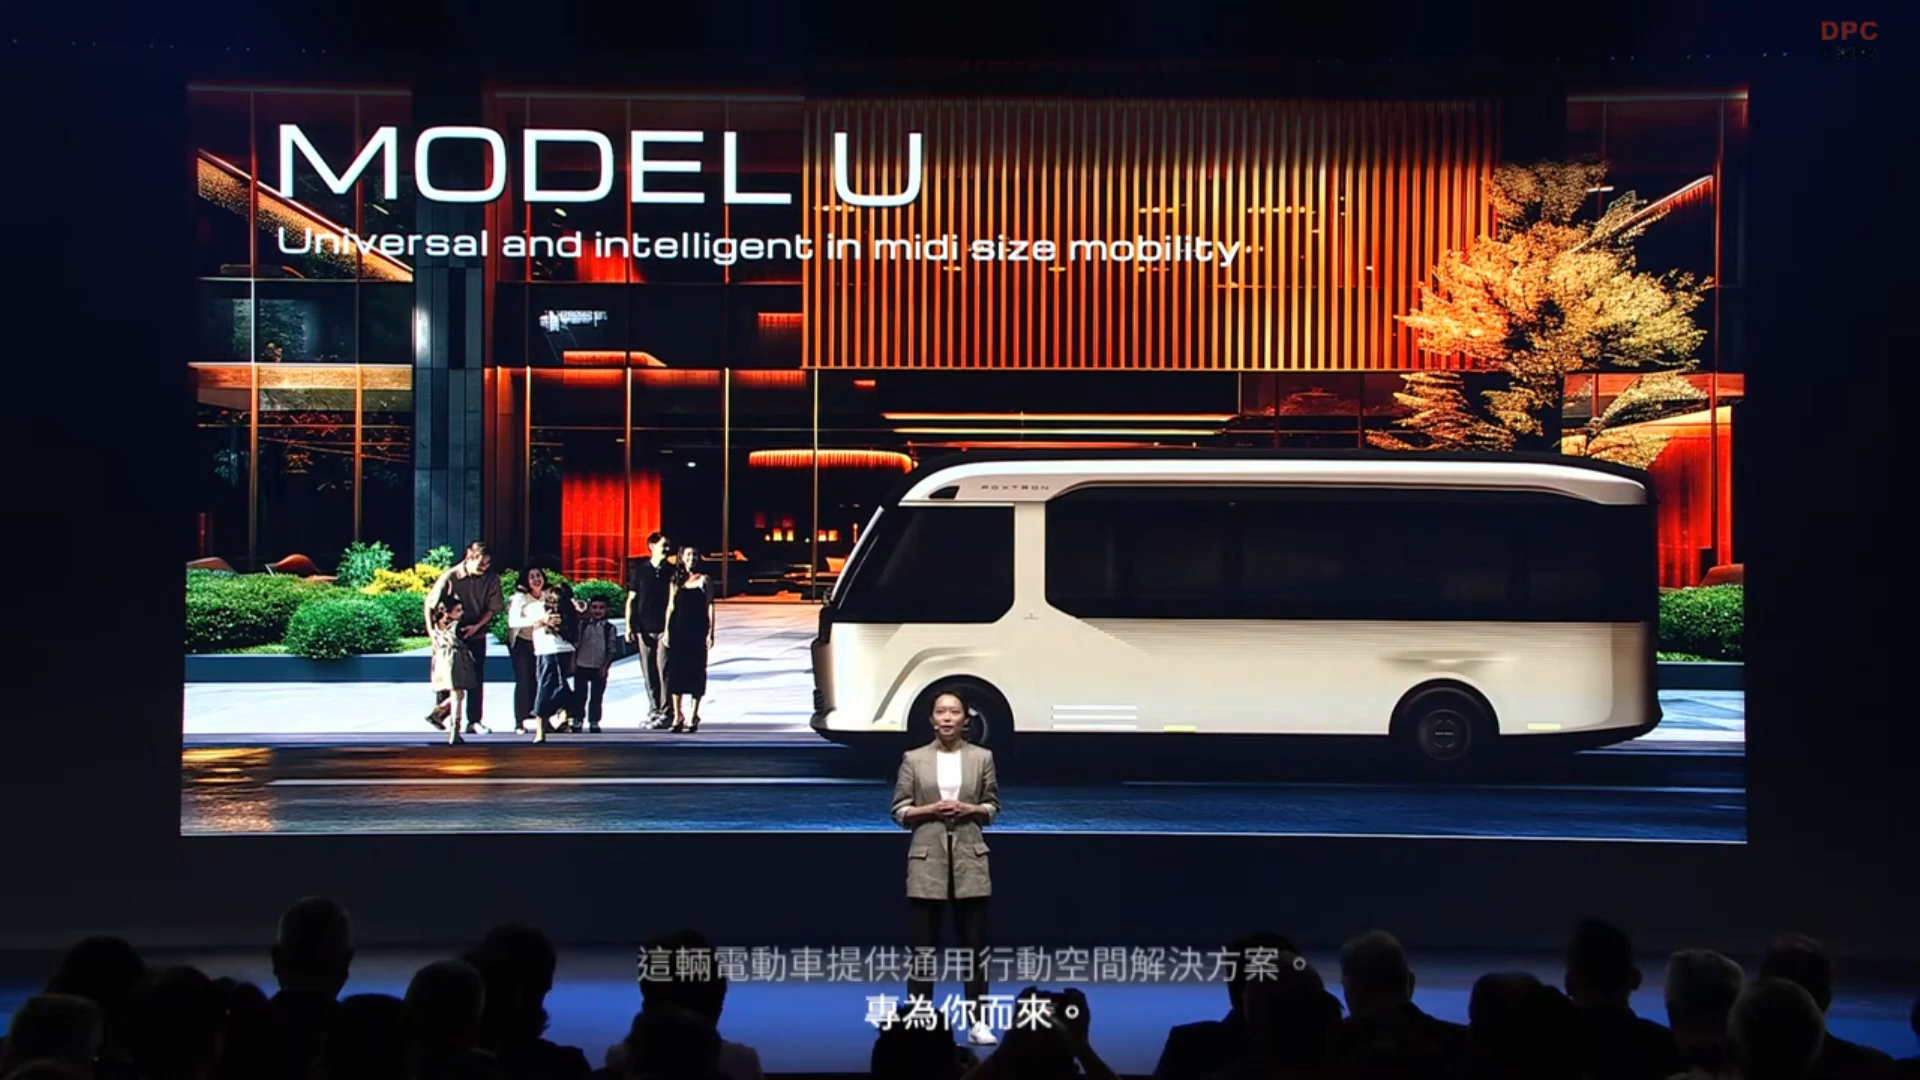 DPC
MODEL U
Universal and intelligent in midi size mobility
FOXTRON
這輛電動車提供通用行動空間解決方案。
專為你而來。